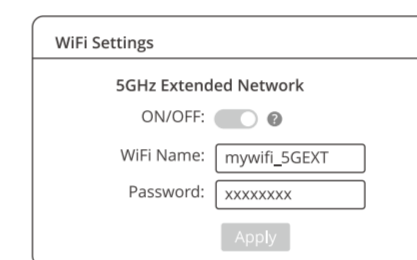 WiFi Settings
5GHz Extended Network
ON/OFF: ?
WiFi Name: mywifi_5GEXT
Password: xxxxxxxx
Apply